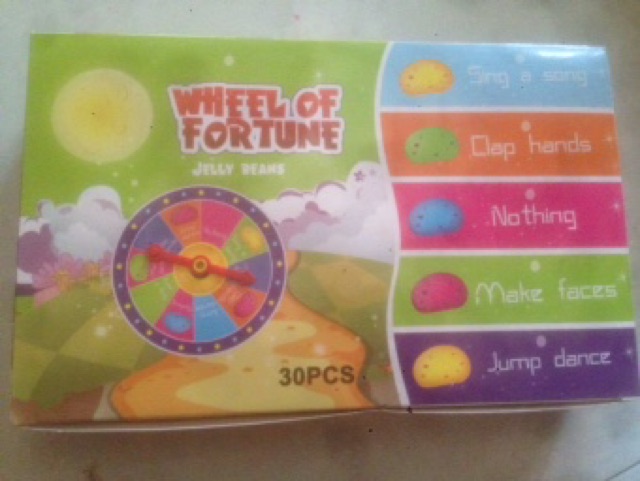 WHEEL OF
FORTUNE
JELLY BEANS
30PCS
Sing a song
Clap hands
Nothing
Make faces
Jump dance